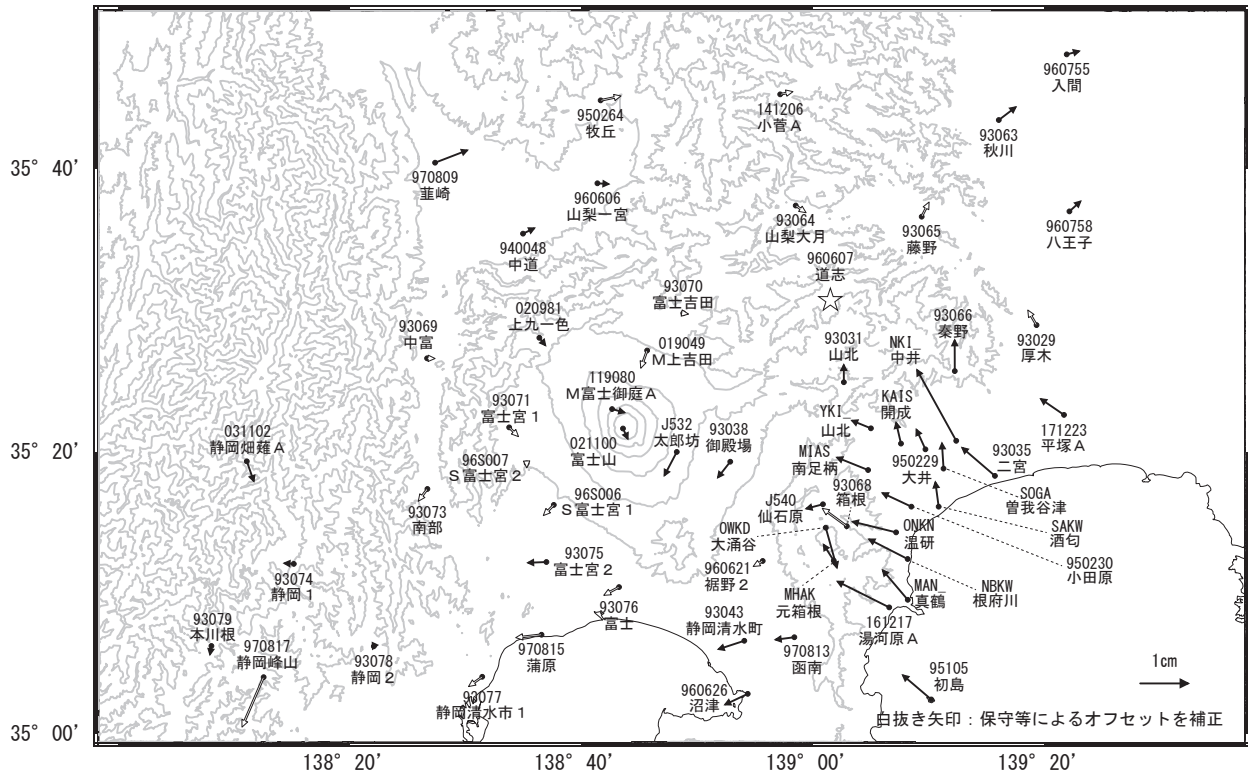 960755
入間
950264
牧丘
141206
小菅A
93063
秋川
35° 40′
970809
韮崎
960606
山梨一宮
93064
山梨大月
93065
藤野
960758
八王子
940048
中道
960607
道志
93070
富士吉田
020981
上九一色
93069
中富
019049
M上吉田
93031
山北
NKI_
中井
93066
秦野
93029
厚木
119080
M富士御庭A
KAIS
開成
93071
富士宮1
J532
太郎坊
93038
御殿場
YKI_
山北
171223
平塚A
031102
静岡畑薙A
021100
富士山
35° 20′
MIAS
南足柄
950229
大井
93035
二宮
96S007
S富士宮2
93068
箱根
SOGA
曽我谷津
93073
南部
96S006
S富士宮1
J540
仙石原
SAKW
酒匂
OWKD
大涌谷
ONKN
温研
950230
小田原
93074
静岡1
93075
富士宮2
960621
裾野2
MHAK
元箱根
MAN_
真鶴
NBKW
根府川
93079
本川根
93076
富士
93043
静岡清水町
161217
湯河原A
970817
静岡峰山
93078
静岡2
970815
蒲原
970813
函南
1cm
93077
静岡清水市1
960626
沼津
95105
初島
白抜き矢印：保守等によるオフセットを補正
35° 00′
138° 20′
138° 40′
139° 00′
139° 20′